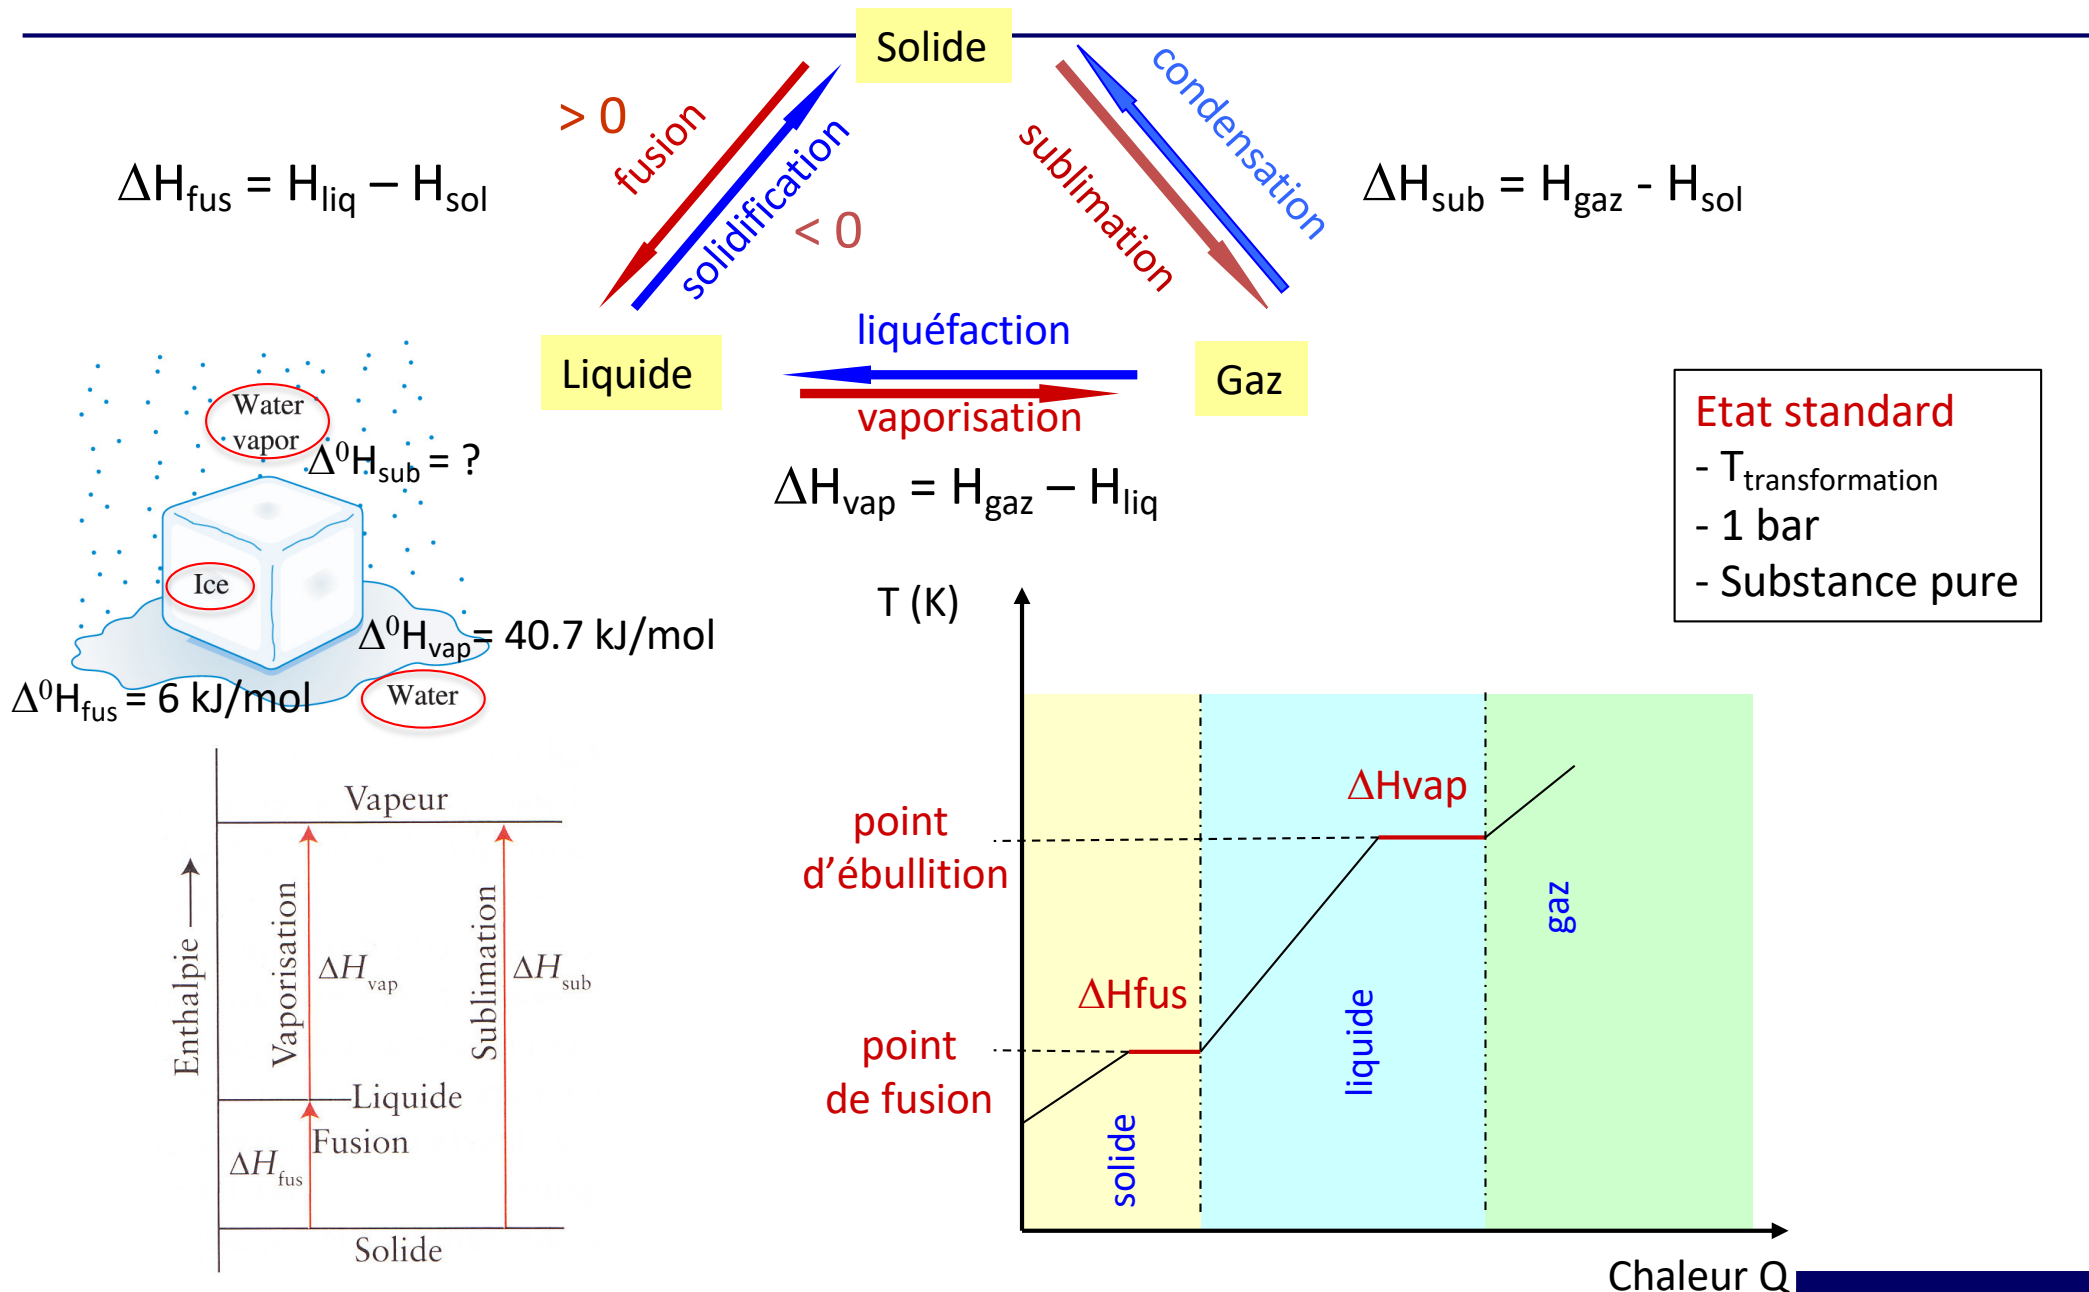 Solide
> 0
fusion
solidification
< 0
condensation
sublimation
ΔHfus = Hliq – Hsol
ΔHsub = Hgaz - Hsol
liquéfaction
Liquide
Gaz
vaporisation
ΔHvap = Hgaz – Hliq
Etat standard
- Ttransformation
- 1 bar
- Substance pure
Water
vapor
Δ⁰Hsub = ?
Ice
Δ⁰Hvap = 40.7 kJ/mol
Δ⁰Hfus = 6 kJ/mol
Water
Vapeur
Enthalpie
Vaporisation
ΔHvap
Sublimation
ΔHsub
Liquide
Fusion
ΔHfus
Solide
T (K)
ΔHvap
point
d’ébullition
gaz
ΔHfus
liquide
point
de fusion
solide
Chaleur Q